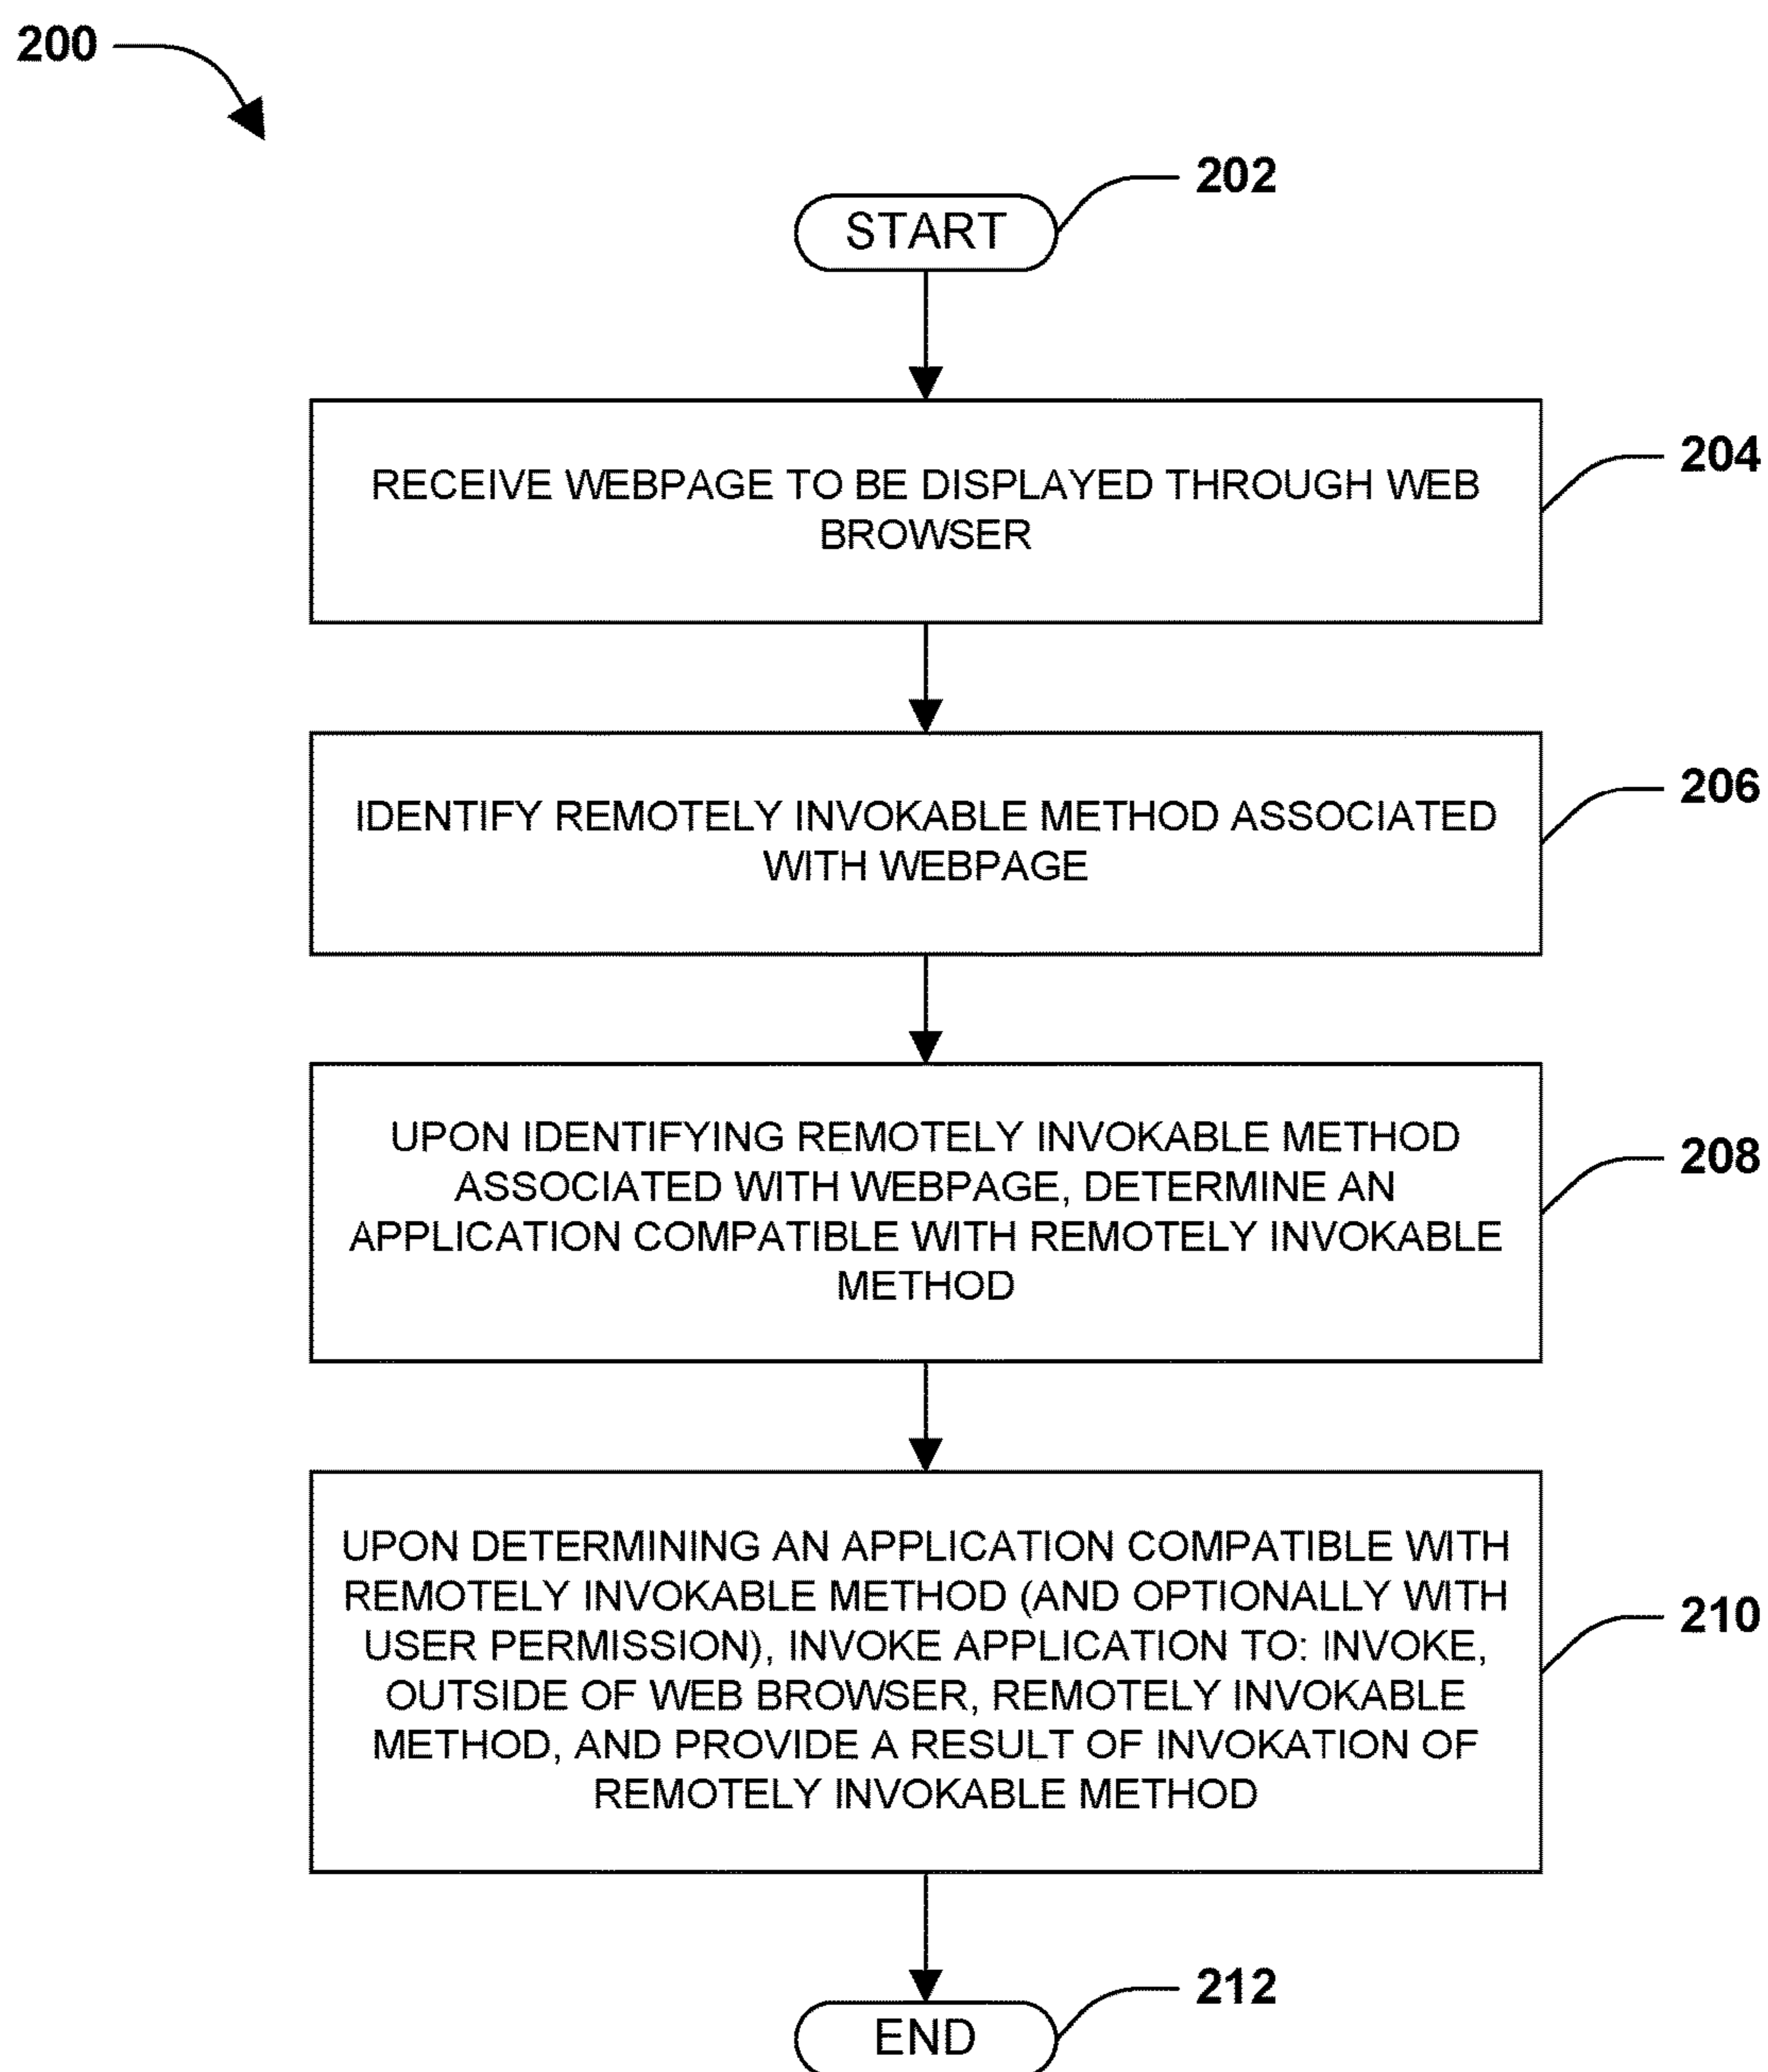 200
202
START
204
RECEIVE WEBPAGE TO BE DISPLAYED THROUGH WEB
BROWSER
206
IDENTIFY REMOTELY INVOKABLE METHOD ASSOCIATED
WITH WEBPAGE
208
UPON IDENTIFYING REMOTELY INVOKABLE METHOD
ASSOCIATED WITH WEBPAGE, DETERMINE AN
APPLICATION COMPATIBLE WITH REMOTELY INVOKABLE
METHOD
210
UPON DETERMINING AN APPLICATION COMPATIBLE WITH
REMOTELY INVOKABLE METHOD (AND OPTIONALLY WITH
USER PERMISSION), INVOKE APPLICATION TO: INVOKE,
OUTSIDE OF WEB BROWSER, REMOTELY INVOKABLE
METHOD, AND PROVIDE A RESULT OF INVOKATION OF
REMOTELY INVOKABLE METHOD
212
END